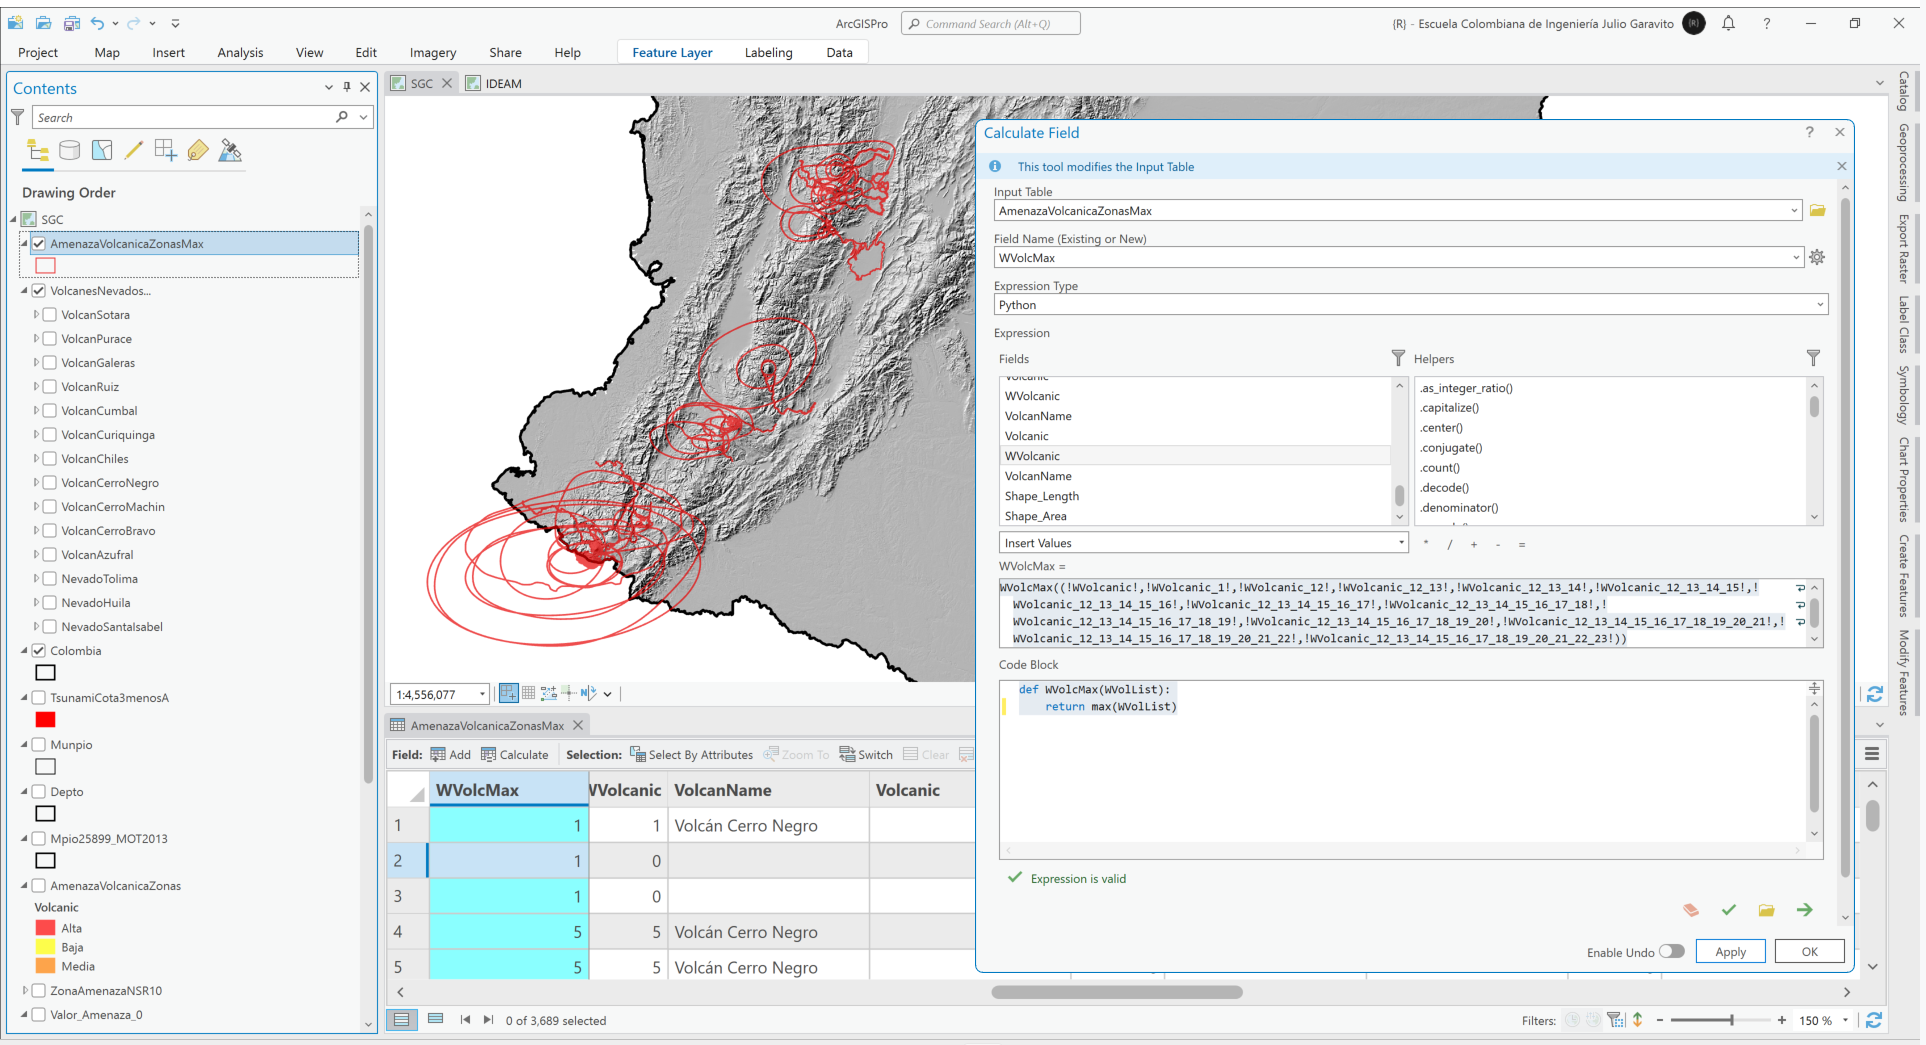 ArcGISPro
Command Search (Alt+Q)
{R} - Escuela Colombiana de Ingeniería Julio Garavito
{R}
?
Project
Map
Insert
Analysis
View
Edit
Imagery
Share
Help
Feature Layer
Labeling
Data
Contents
Search
Drawing Order
SGC
AmenazaVolcanicaZonasMax
VolcanesNevados...
VolcanSotara
VolcanPurace
VolcanGaleras
VolcanRuiz
VolcanCumbal
VolcanCuriquinga
VolcanChiles
VolcanCerroNegro
VolcanCerroMachin
VolcanCerroBravo
VolcanAzufral
NevadoTolima
NevadoHuila
NevadoSantaIsabel
Colombia
TsunamiCota3menosA
Munpio
Depto
Mpio25899_MOT2013
AmenazaVolcanicaZonas
Volcanic
Alta
Baja
Media
ZonaAmenazaNSR10
Valor_Amenaza_0
SGC
IDEAM
1:4,556,077
AmenazaVolcanicaZonasMax
Field: Add Calculate Selection: Select By Attributes Zoom To Switch Clear
WVolcMax WVolcanic VolcanName Volcanic
1 1 1 Volcán Cerro Negro
2 1 0
3 1 0
4 5 5 Volcán Cerro Negro
5 5 5 Volcán Cerro Negro
0 of 3,689 selected
Filters:
150 %
Calculate Field
?
This tool modifies the Input Table
Input Table
AmenazaVolcanicaZonasMax
Field Name (Existing or New)
WVolcMax
Expression Type
Python
Expression
Fields
Helpers
Volcanic
WVolcanic
VolcanName
Volcanic
WVolcanic
VolcanName
Shape_Length
Shape_Area
.as_integer_ratio()
.capitalize()
.center()
.conjugate()
.count()
.decode()
.denominator()
Insert Values
* / + - =
WVolcMax =
WVolcMax((!WVolcanic!,!WVolcanic_1!,!WVolcanic_12!,!WVolcanic_12_13!,!WVolcanic_12_13_14!,!WVolcanic_12_13_14_15!,!
WVolcanic_12_13_14_15_16!,!WVolcanic_12_13_14_15_16_17!,!WVolcanic_12_13_14_15_16_17_18!,!
WVolcanic_12_13_14_15_16_17_18_19!,!WVolcanic_12_13_14_15_16_17_18_19_20!,!WVolcanic_12_13_14_15_16_17_18_19_20_21!,!
WVolcanic_12_13_14_15_16_17_18_19_20_21_22!,!WVolcanic_12_13_14_15_16_17_18_19_20_21_22_23!))
Code Block
def WVolcMax(WVolList):
return max(WVolList)
Expression is valid
Enable Undo
Apply
OK
Catalog
Geoprocessing
Export Raster
Label Class
Symbology
Chart Properties
Create Features
Modify Features